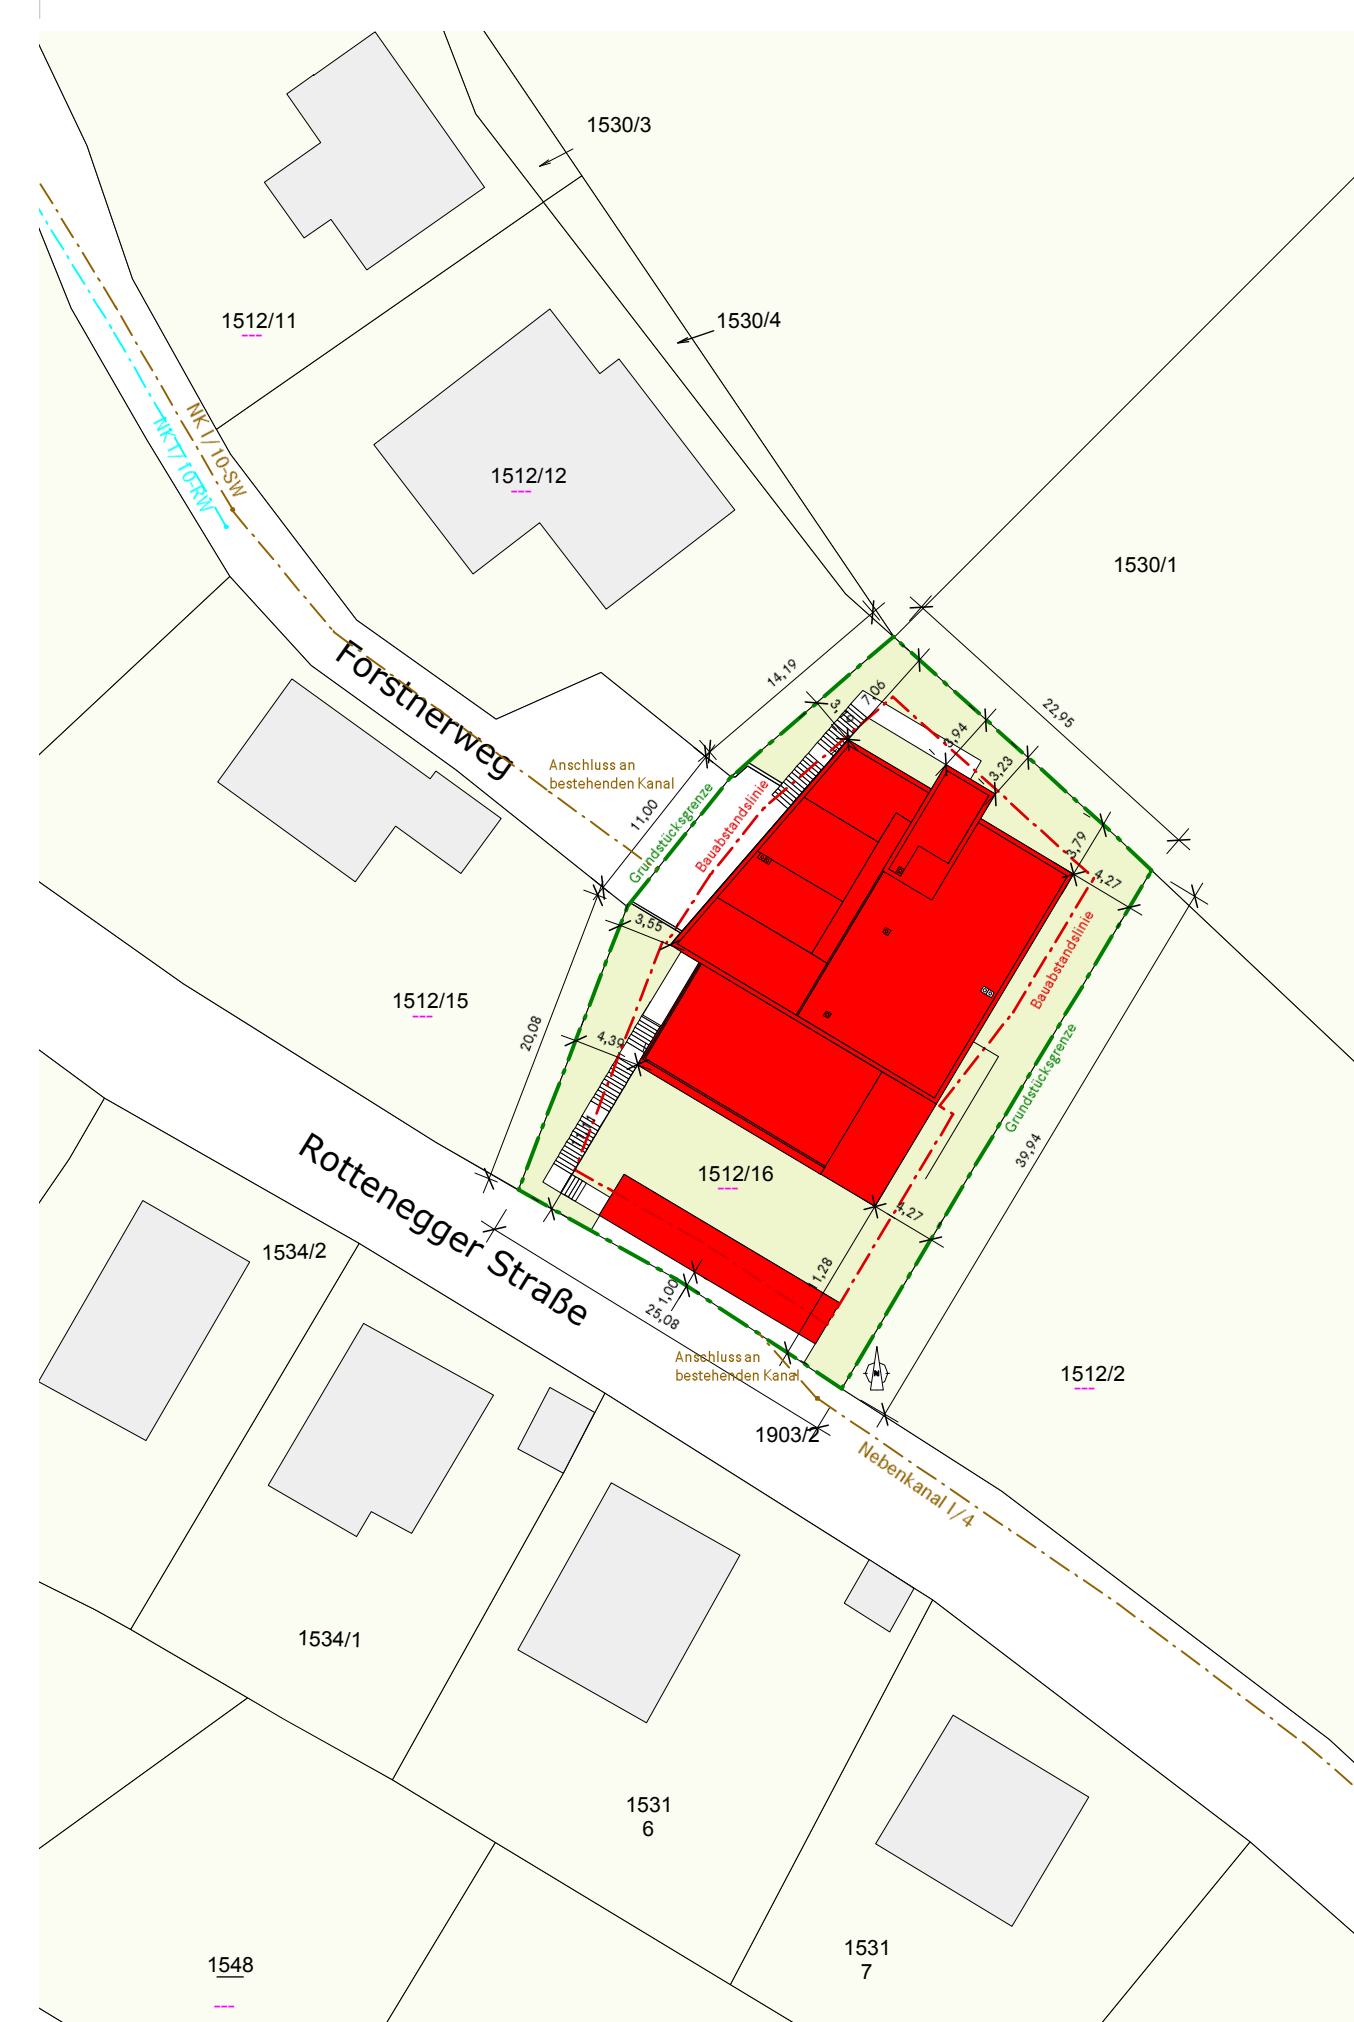 1530/3
1530/4
1512/11
NK I/10-SW
NK I/10-RW
1512/12
1530/1
Forstnerweg
14,19
7,06
22,95
3,94
3,23
Anschluss an
bestehenden Kanal
11,00
Grundstücksgrenze
Bauabstandslinie
3,79
4,27
3,55
Bauabstandslinie
1512/15
20,08
4,39
Grundstücksgrenze
39,94
Rottenegger Straße
1512/16
4,27
1534/2
1,28
1,00
25,08
Anschluss an
bestehenden Kanal
N
1512/2
1903/2
Nebenkanal I/4
1534/1
1531
6
1531
7
1548